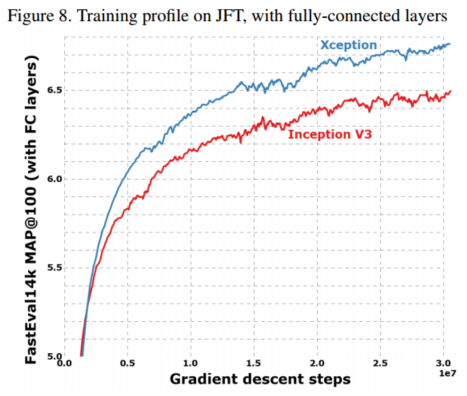 Figure 8. Training profile on JFT, with fully-connected layers
Xception
Inception V3
FastEval14k MAP@100 (with FC layers)
6.5
6.0
5.5
5.0
0.0 0.5 1.0 1.5 2.0 2.5 3.0
1e7
Gradient descent steps